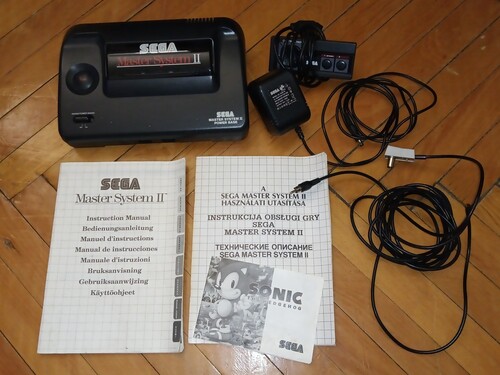 SEGA
Master System II
SEGA
MASTER SYSTEM II
POWER BASE
SEGA
SEGA
Master System II
Instruction Manual
Bedienungsanleitung
Manuel d'instructions
Manual de instrucciones
Manuale d'istruzioni
Bruksanvisning
Gebruiksaanwijzing
Käyttöohjeet
A
SEGA MASTER SYSTEM II
HASZNÁLATI UTASÍTÁSA
INSTRUKCJA OBSŁUGI GRY
SEGA
MASTER SYSTEM II
ТЕХНИЧЕСКИЕ ОПИСАНИЕ
SEGA MASTER SYSTEM II
SONIC
HEDGEHOG
SEGA